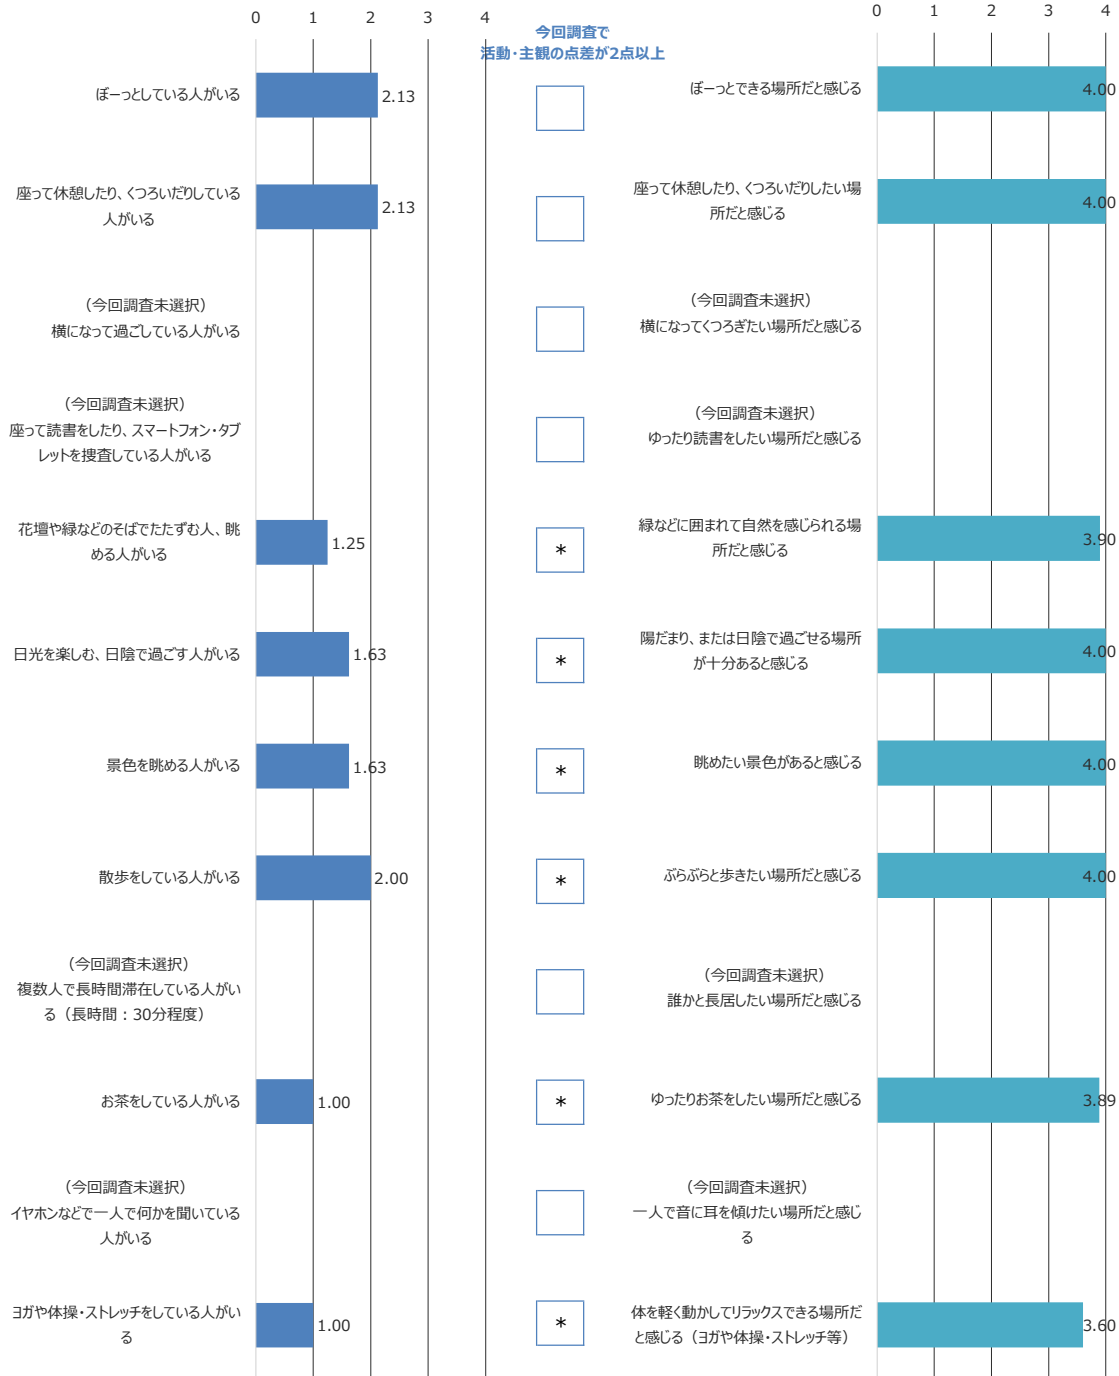 0 1 2 3 4
今回調査で
活動・主観の点差が2点以上
0 1 2 3 4
ぼーっとしている人がいる
2.13
ぼーっとできる場所だと感じる
4.00
座って休憩したり、くつろいだりしている
人がいる
2.13
座って休憩したり、くつろいだりしたい場
所だと感じる
4.00
（今回調査未選択）
横になって過ごしている人がいる
（今回調査未選択）
横になってくつろぎたい場所だと感じる
（今回調査未選択）
座って読書をしたり、スマートフォン・タブ
レットを捜査している人がいる
（今回調査未選択）
ゆったり読書をしたい場所だと感じる
花壇や緑などのそばでたたずむ人、眺
める人がいる
1.25
*
緑などに囲まれて自然を感じられる場
所だと感じる
3.90
日光を楽しむ、日陰で過ごす人がいる
1.63
*
陽だまり、または日陰で過ごせる場所
が十分あると感じる
4.00
景色を眺める人がいる
1.63
*
眺めたい景色があると感じる
4.00
散歩をしている人がいる
2.00
*
ぶらぶらと歩きたい場所だと感じる
4.00
（今回調査未選択）
複数人で長時間滞在している人がい
る（長時間：30分程度）
（今回調査未選択）
誰かと長居したい場所だと感じる
お茶をしている人がいる
1.00
*
ゆったりお茶をしたい場所だと感じる
3.89
（今回調査未選択）
イヤホンなどで一人で何かを聞いている
人がいる
（今回調査未選択）
一人で音に耳を傾けたい場所だと感じ
る
ヨガや体操・ストレッチをしている人がい
る
1.00
*
体を軽く動かしてリラックスできる場所だ
と感じる（ヨガや体操・ストレッチ等）
3.60